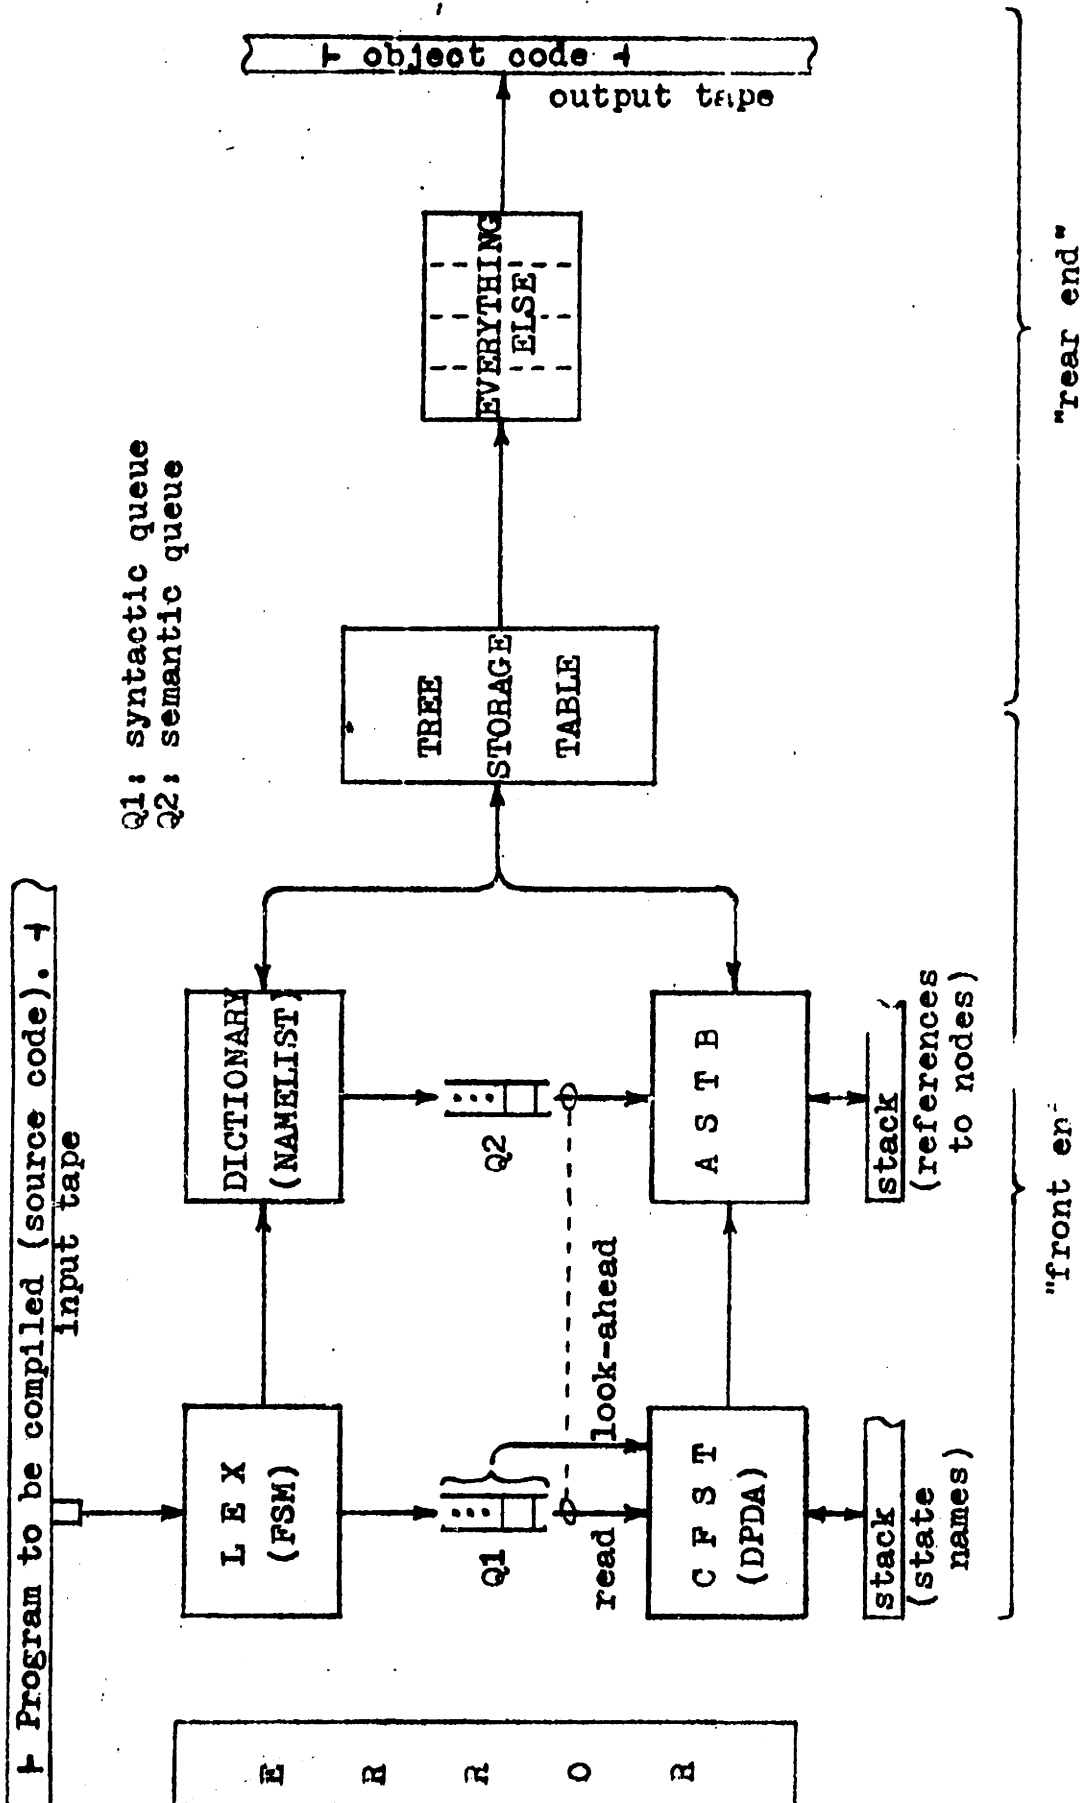 ⊢ Program to be compiled (source code). ⊣
input tape
Q1: syntactic queue
Q2: semantic queue
⊢ object code ⊣
output tape
E
R
R
O
R
L E X
(FSM)
DICTIONARY
(NAMELIST)
Q1
Q2
read
look-ahead
C F S T
(DPDA)
A S T B
stack
(state
names)
stack
(references
to nodes)
TREE
STORAGE
TABLE
EVERYTHING
ELSE
"front en
"rear end"